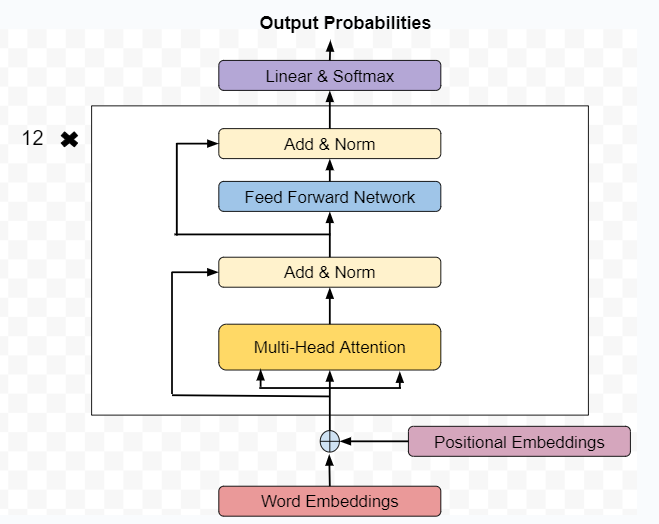 Output Probabilities
Linear & Softmax
12 ✖
Add & Norm
Feed Forward Network
Add & Norm
Multi-Head Attention
Positional Embeddings
Word Embeddings